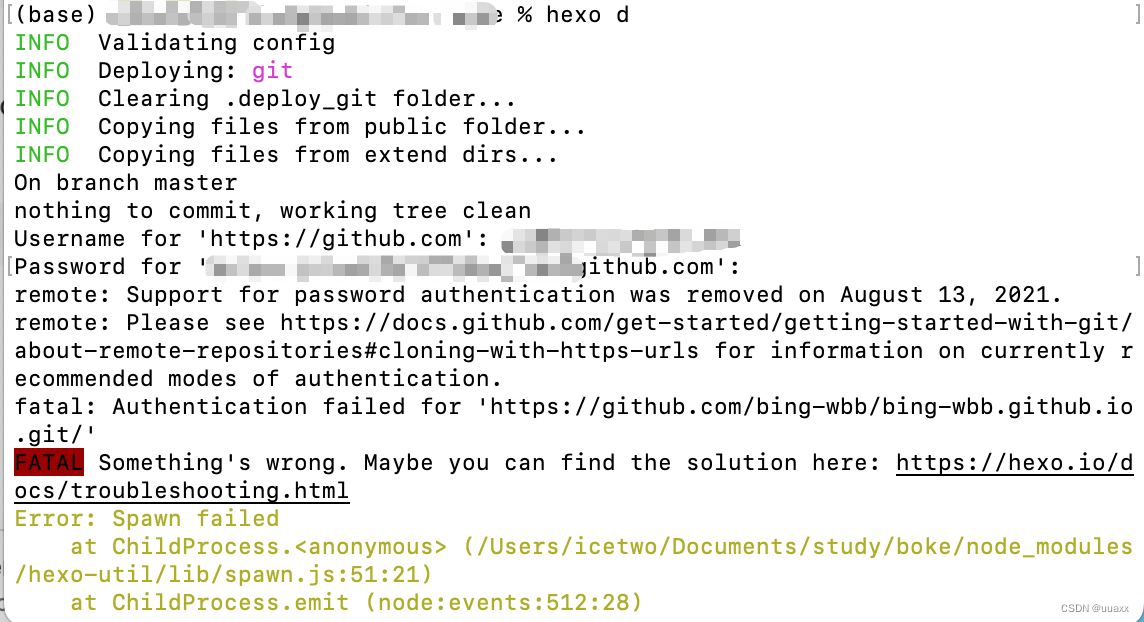 (base) % hexo d
INFO  Validating config
INFO  Deploying: git
INFO  Clearing .deploy_git folder...
INFO  Copying files from public folder...
INFO  Copying files from extend dirs...
On branch master
nothing to commit, working tree clean
Username for 'https://github.com':
Password for 'github.com':
remote: Support for password authentication was removed on August 13, 2021.
remote: Please see https://docs.github.com/get-started/getting-started-with-git/
about-remote-repositories#cloning-with-https-urls for information on currently r
ecommended modes of authentication.
fatal: Authentication failed for 'https://github.com/bing-wbb/bing-wbb.github.io
.git/'
FATAL Something's wrong. Maybe you can find the solution here: https://hexo.io/d
ocs/troubleshooting.html
Error: Spawn failed
    at ChildProcess.<anonymous> (/Users/icetwo/Documents/study/boke/node_modules
/hexo-util/lib/spawn.js:51:21)
    at ChildProcess.emit (node:events:512:28)
CSDN @uuaxx